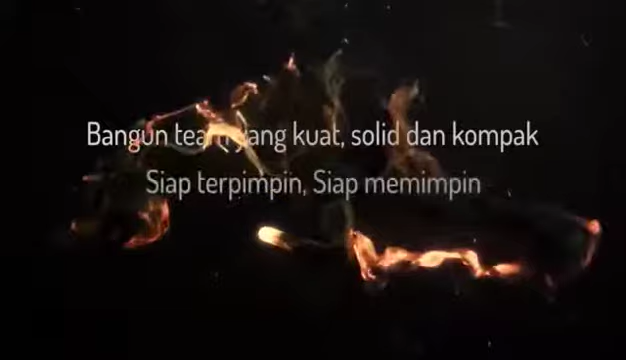 Bangun team yang kuat, solid dan kompak
Siap terpimpin, Siap memimpin